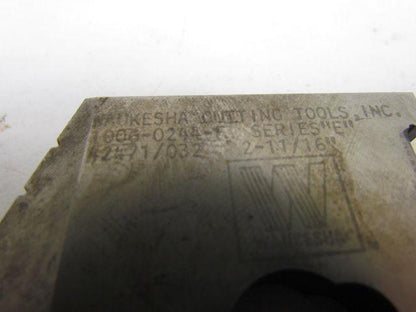 WAUKESHA CUTTING TOOLS, INC.
SERIES "E"
2-11/16"
W
WAUKESHA